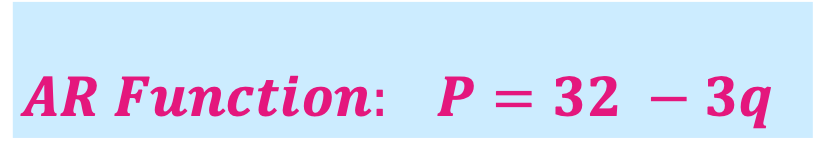 AR Function: P = 32 − 3q